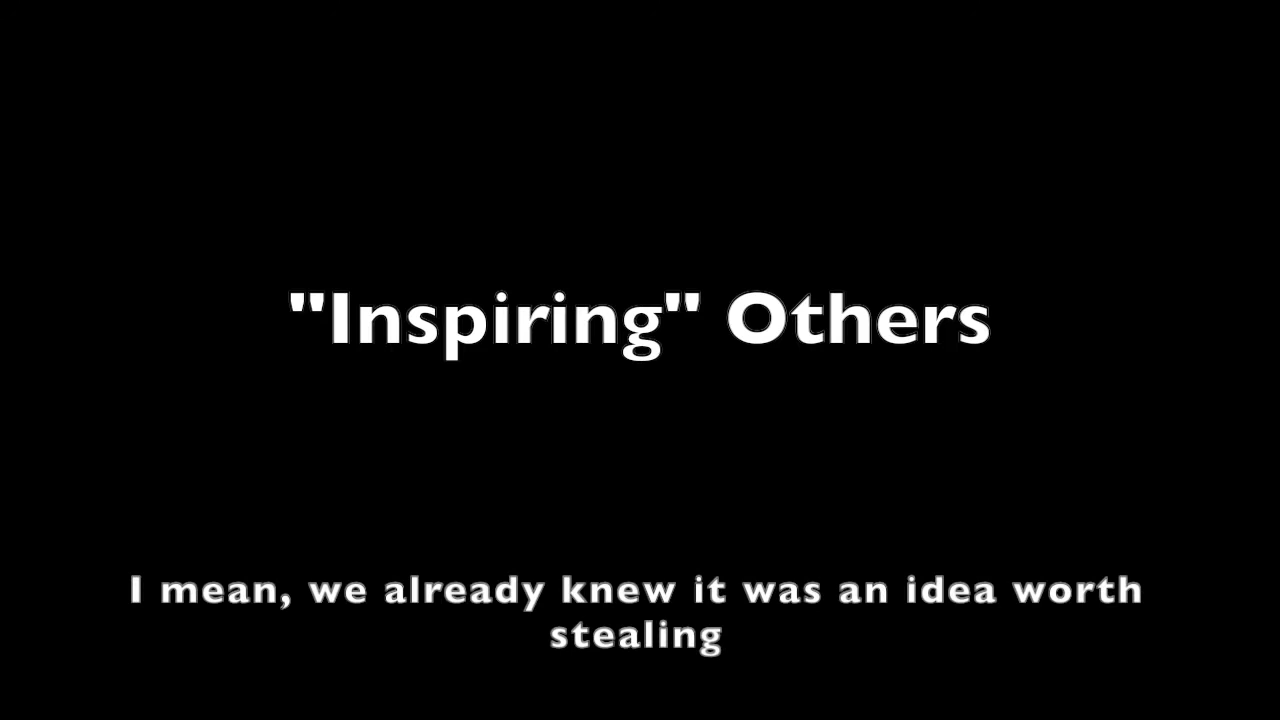 "Inspiring" Others
I mean, we already knew it was an idea worth
stealing